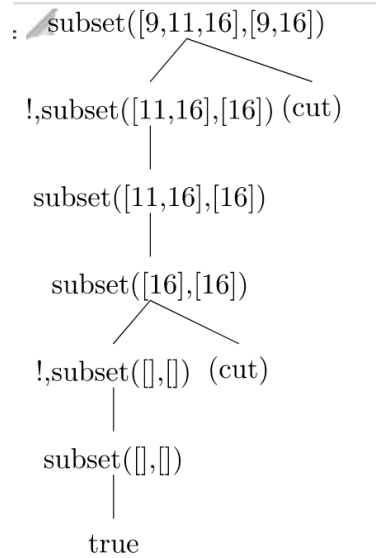 : subset([9,11,16],[9,16])
!,subset([11,16],[16]) (cut)
subset([11,16],[16])
subset([16],[16])
!,subset([],[]) (cut)
subset([],[])
true